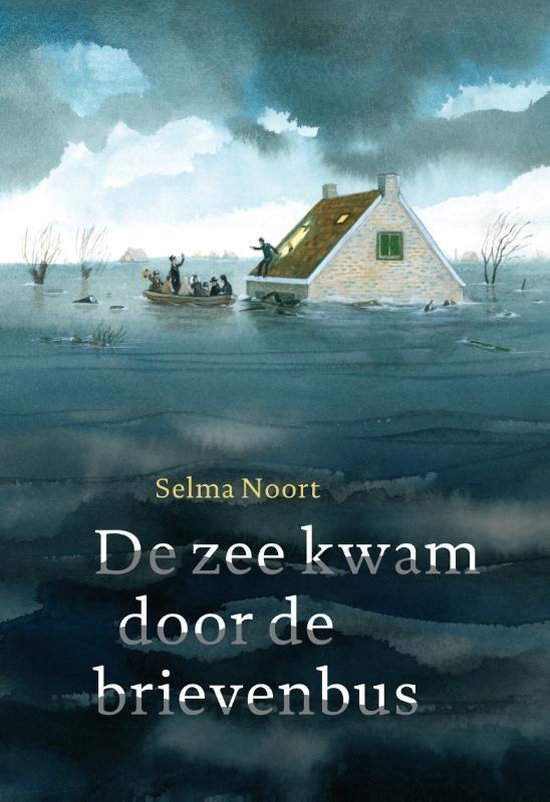 Selma Noort
De zee kwam
door de
brievenbus